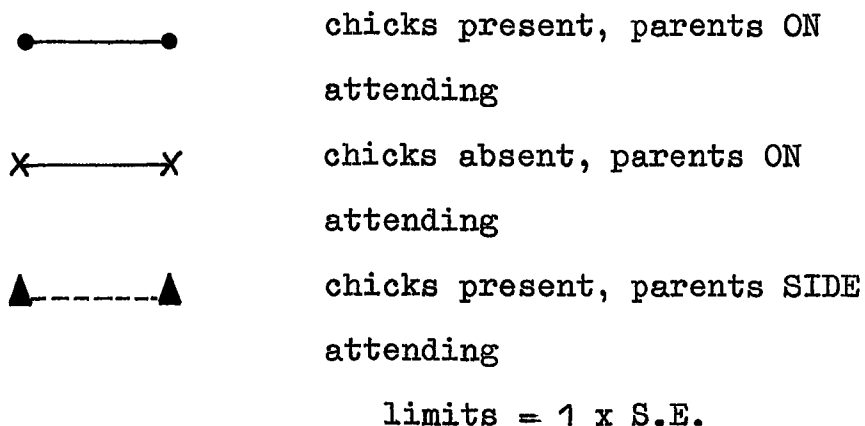 chicks present, parents ON
attending
chicks absent, parents ON
attending
chicks present, parents SIDE
attending
limits = 1 x S.E.